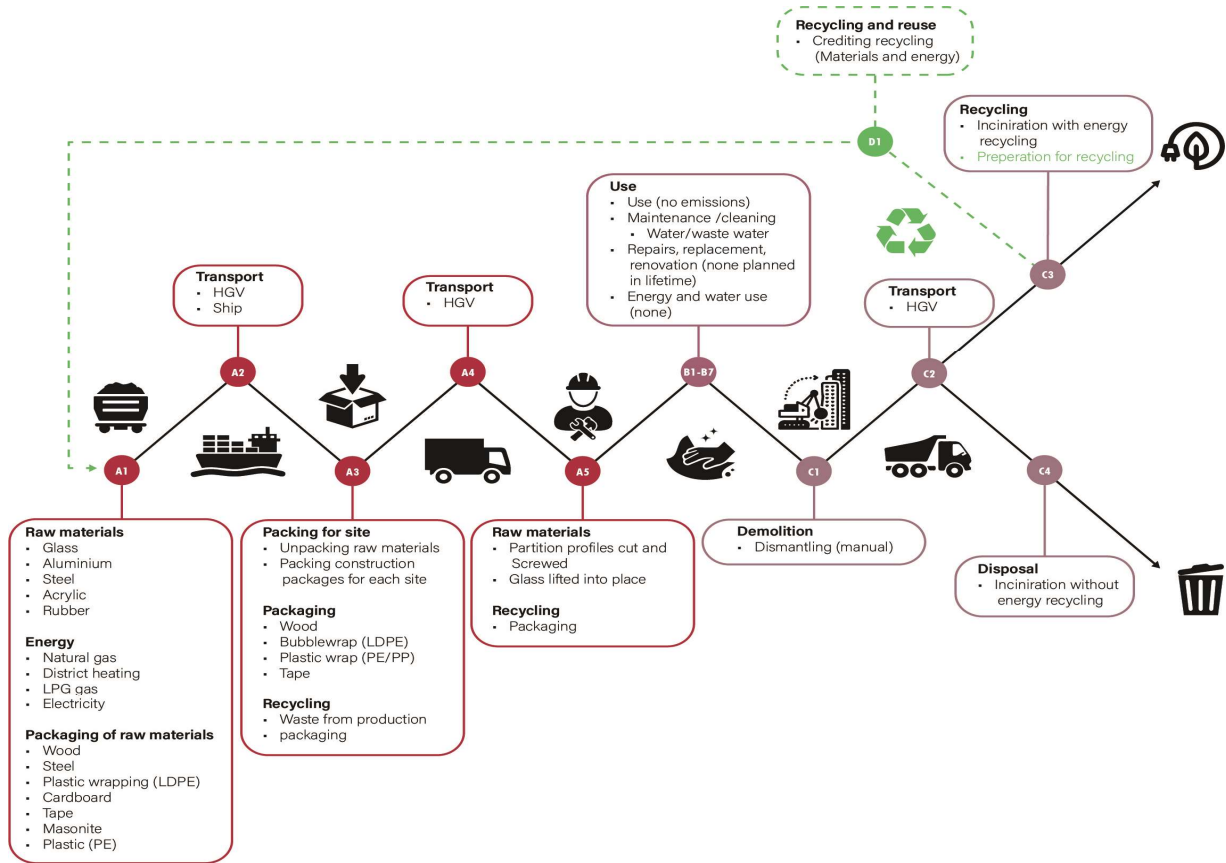 Recycling and reuse
▪ Crediting recycling
(Materials and energy)
D1
Recycling
▪ Inciniration with energy
recycling
▪ Preperation for recycling
C3
Use
▪ Use (no emissions)
▪ Maintenance /cleaning
▪ Water/waste water
▪ Repairs, replacement,
renovation (none planned
in lifetime)
▪ Energy and water use
(none)
B1-B7
Transport
▪ HGV
▪ Ship
A2
Transport
▪ HGV
A4
Transport
▪ HGV
C2
A1
Raw materials
▪ Glass
▪ Aluminium
▪ Steel
▪ Acrylic
▪ Rubber
Energy
▪ Natural gas
▪ District heating
▪ LPG gas
▪ Electricity
Packaging of raw materials
▪ Wood
▪ Steel
▪ Plastic wrapping (LDPE)
▪ Cardboard
▪ Tape
▪ Masonite
▪ Plastic (PE)
A3
Packing for site
▪ Unpacking raw materials
▪ Packing construction
packages for each site
Packaging
▪ Wood
▪ Bubblewrap (LDPE)
▪ Plastic wrap (PE/PP)
▪ Tape
Recycling
▪ Waste from production
▪ packaging
A5
Raw materials
▪ Partition profiles cut and
Screwed
▪ Glass lifted into place
Recycling
▪ Packaging
C1
Demolition
▪ Dismantling (manual)
C4
Disposal
▪ Inciniration without
energy recycling